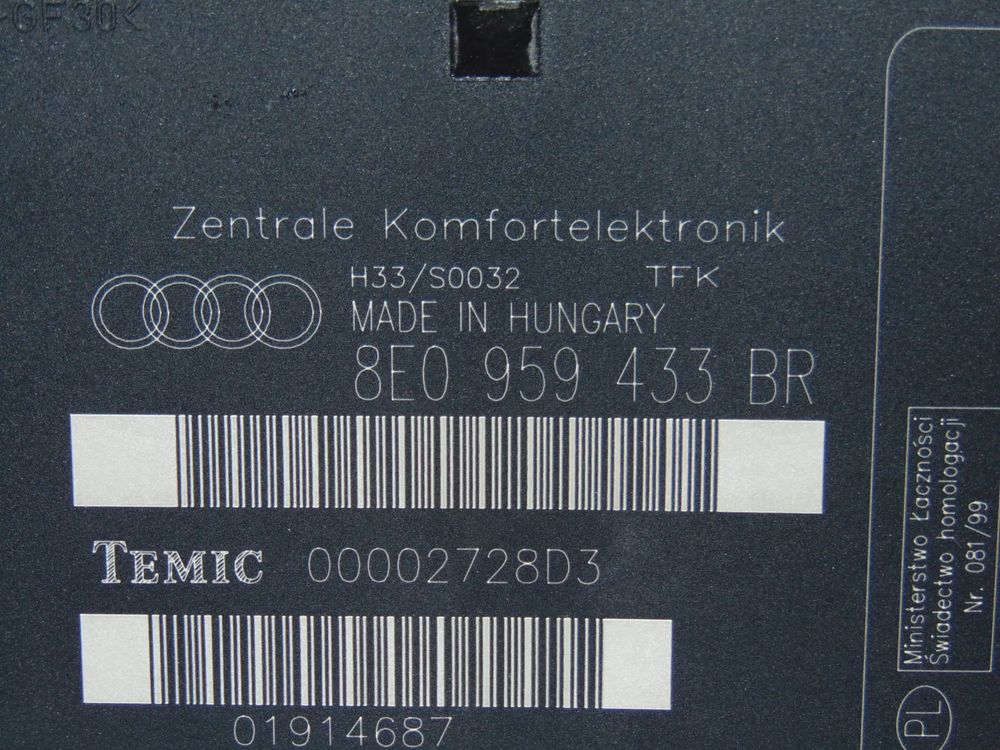 -GF30<
Zentrale Komfortelektronik
H33/S0032 TFK
MADE IN HUNGARY
8E0 959 433 BR
TEMIC 00002728D3
01914687
Ministerstwo Łączności
Świadectwo homologacji
Nr. 081/99
PL